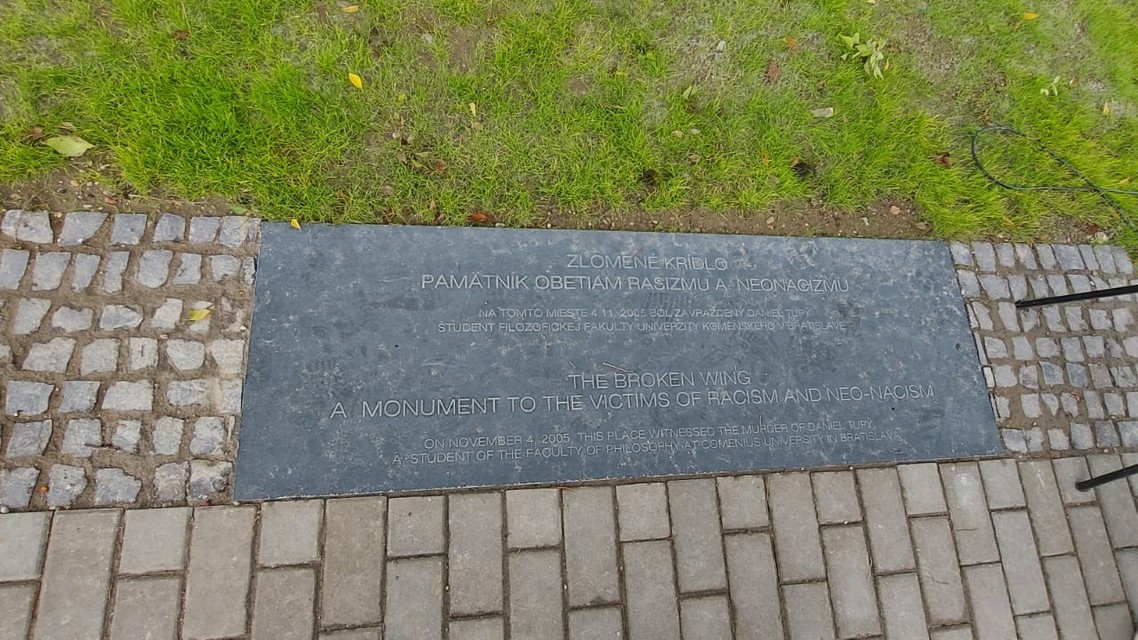 ZLOMENÉ KRÍDLO
PAMÄTNÍK OBETIAM RASIZMU A NEONACIZMU
NA TOMTO MIESTE 4.11. 2005 BOL ZAVRAŽDENÝ DANIEL TUPÝ
ŠTUDENT FILOZOFICKEJ FAKULTY UNIVERZITY KOMENSKÉHO V BRATISLAVE
THE BROKEN WING
A MONUMENT TO THE VICTIMS OF RACISM AND NEO-NACISM
ON NOVEMBER 4, 2005, THIS PLACE WITNESSED THE MURDER OF DANIEL TUPÝ,
A STUDENT OF THE FACULTY OF PHILOSOPHY AT COMENIUS UNIVERSITY IN BRATISLAVA